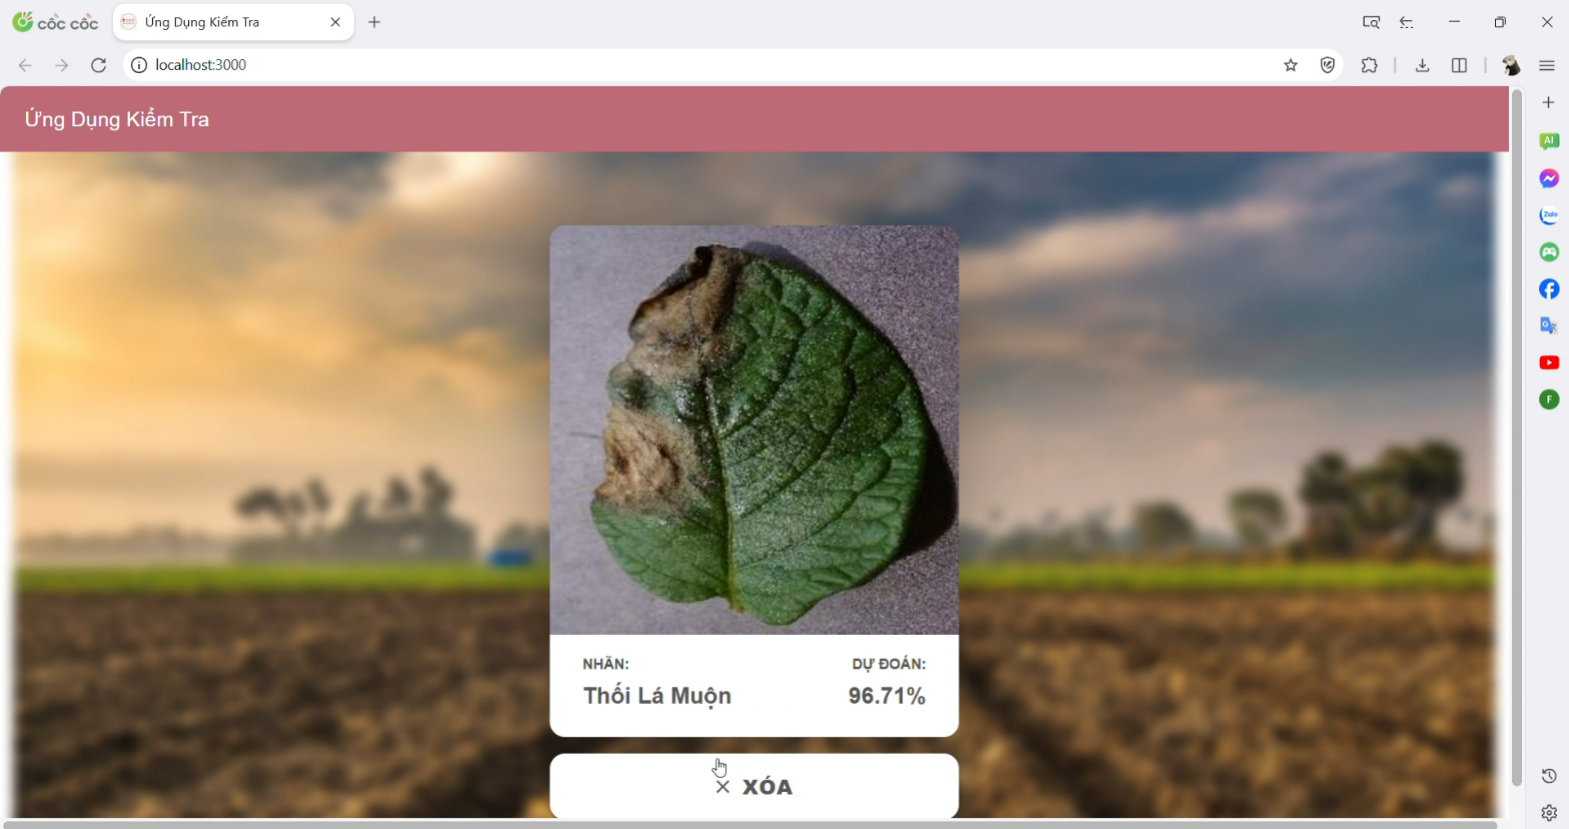 cốc cốc
Ứng Dụng Kiểm Tra
localhost:3000
Ứng Dụng Kiểm Tra
AI
Zalo
F
NHÃN:
DỰ ĐOÁN:
Thối Lá Muộn
96.71%
XÓA